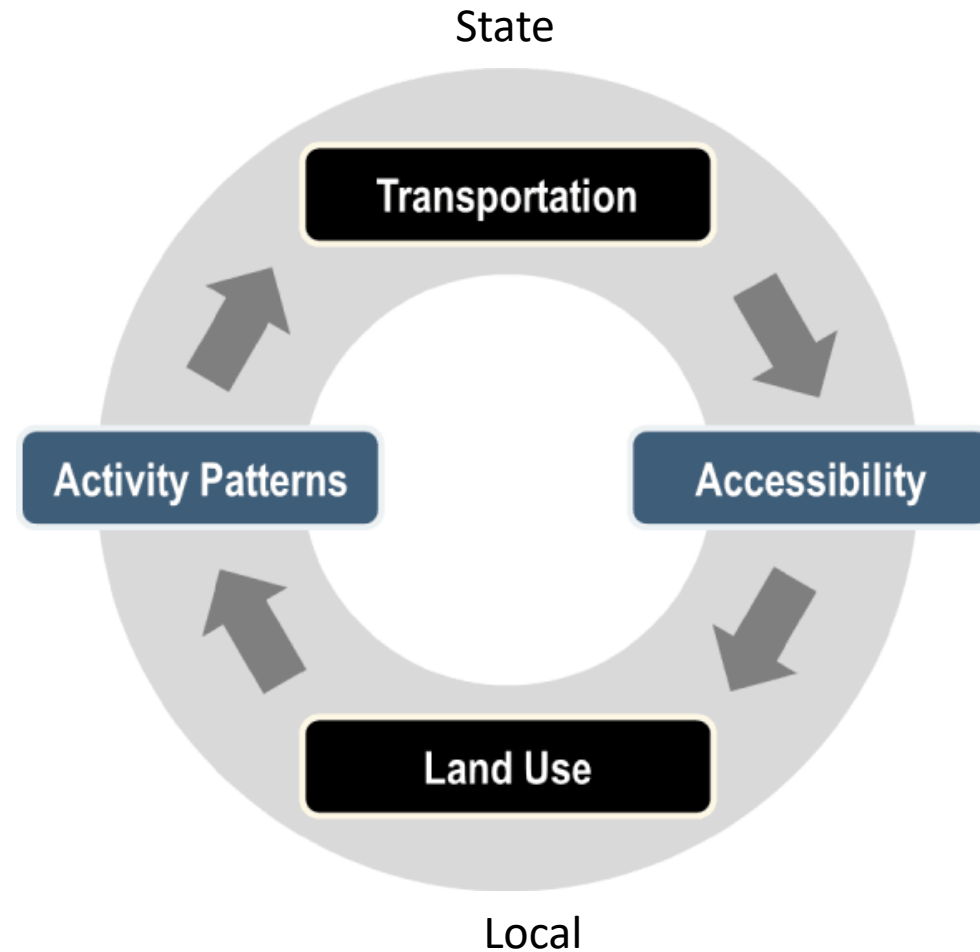 State
Transportation
Activity Patterns
Accessibility
Land Use
Local